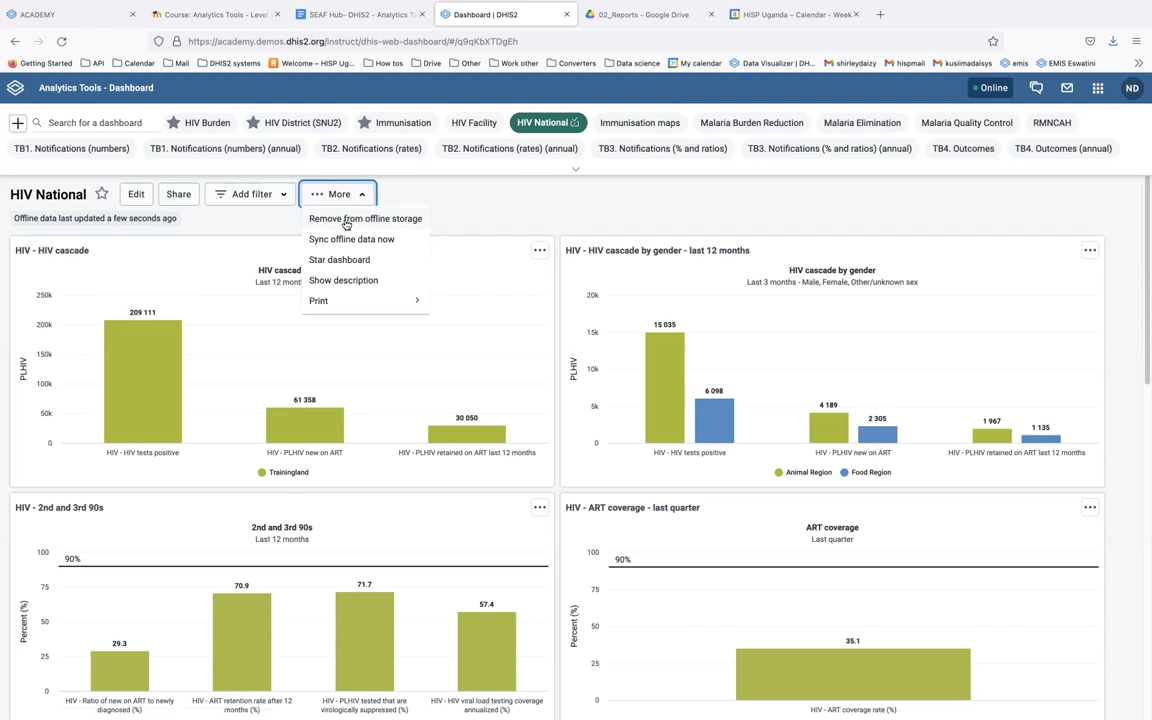 ACADEMY
Course: Analytics Tools - Level
SEAF Hub- DHIS2 - Analytics T
Dashboard | DHIS2
02_Reports - Google Drive
HISP Uganda – Calendar - Week
https://academy.demos.dhis2.org/instruct/dhis-web-dashboard/#/q9qKbXTDgEh
Getting Started
API
Calendar
Mail
DHIS2 systems
Welcome – HISP Ug...
How tos
Drive
Other
Work other
Converters
Data science
My calendar
Data Visualizer | DH...
shirleydaizy
hispmail
kusiimadaisys
emis
EMIS Eswatini
Analytics Tools - Dashboard
Online
ND
Search for a dashboard
HIV Burden
HIV District (SNU2)
Immunisation
HIV Facility
HIV National
Immunisation maps
Malaria Burden Reduction
Malaria Elimination
Malaria Quality Control
RMNCAH
TB1. Notifications (numbers)
TB1. Notifications (numbers) (annual)
TB2. Notifications (rates)
TB2. Notifications (rates) (annual)
TB3. Notifications (% and ratios)
TB3. Notifications (% and ratios) (annual)
TB4. Outcomes
TB4. Outcomes (annual)
HIV National
Edit
Share
Add filter
More
Offline data last updated a few seconds ago
Remove from offline storage
Sync offline data now
Star dashboard
Show description
Print
HIV - HIV cascade
HIV cascad
Last 12 mont
250k
200k
150k
100k
50k
0
PLHIV
209 111
61 358
30 050
HIV - HIV tests positive
HIV - PLHIV new on ART
HIV - PLHIV retained on ART last 12 months
Trainingland
HIV - HIV cascade by gender - last 12 months
HIV cascade by gender
Last 3 months - Male, Female, Other/unknown sex
20k
15k
10k
5k
0
PLHIV
15 035
6 098
4 189
2 305
1 967
1 135
HIV - HIV tests positive
HIV - PLHIV new on ART
HIV - PLHIV retained on ART last 12 months
Animal Region
Food Region
HIV - 2nd and 3rd 90s
2nd and 3rd 90s
Last 12 months
100
75
50
25
0
Percent (%)
90%
29.3
70.9
71.7
57.4
HIV - Ratio of new on ART to newly
diagnosed (%)
HIV - ART retention rate after 12
months (%)
HIV - PLHIV tested that are
virologically suppressed (%)
HIV - HIV viral load testing coverage
annualized (%)
HIV - ART coverage - last quarter
ART coverage
Last quarter
100
75
50
25
0
Percent (%)
90%
35.1
HIV - ART coverage rate (%)